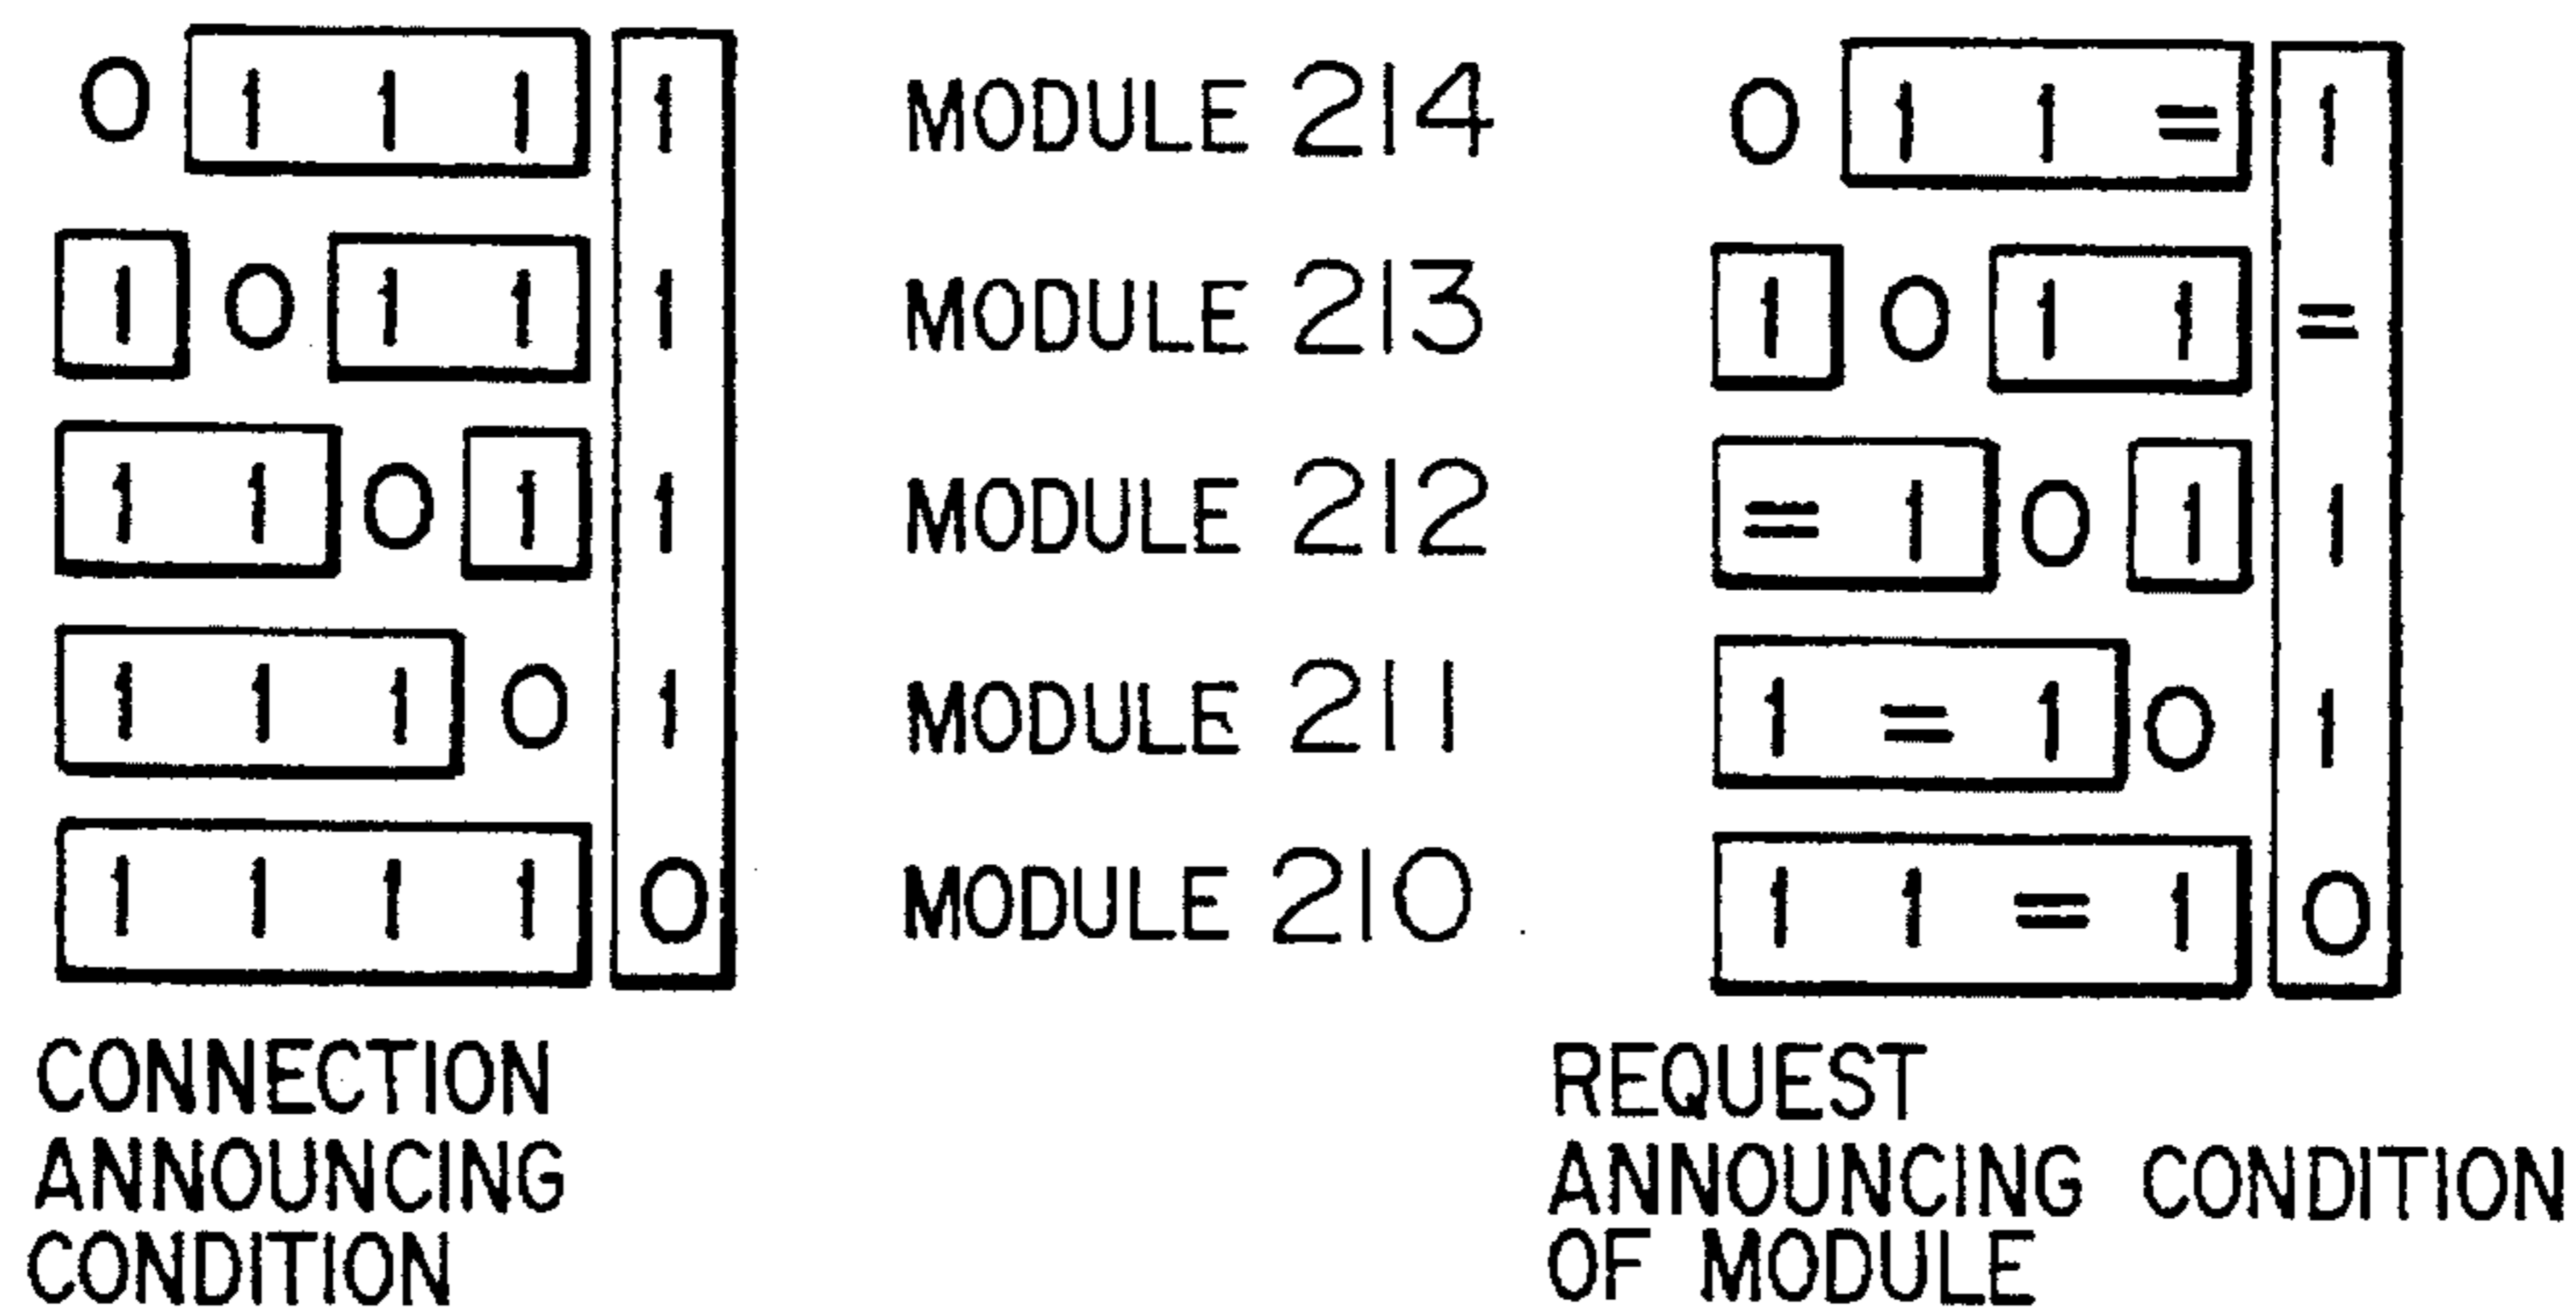 0 1 1 1 1 MODULE 214 0 1 1 = 1
1 0 1 1 1 MODULE 213 1 0 1 1 =
1 1 0 1 1 MODULE 212 = 1 0 1 1
1 1 1 0 1 MODULE 211 1 = 1 0 1
1 1 1 1 0 MODULE 210 1 1 = 1 0
CONNECTION
ANNOUNCING
CONDITION
REQUEST
ANNOUNCING CONDITION
OF MODULE